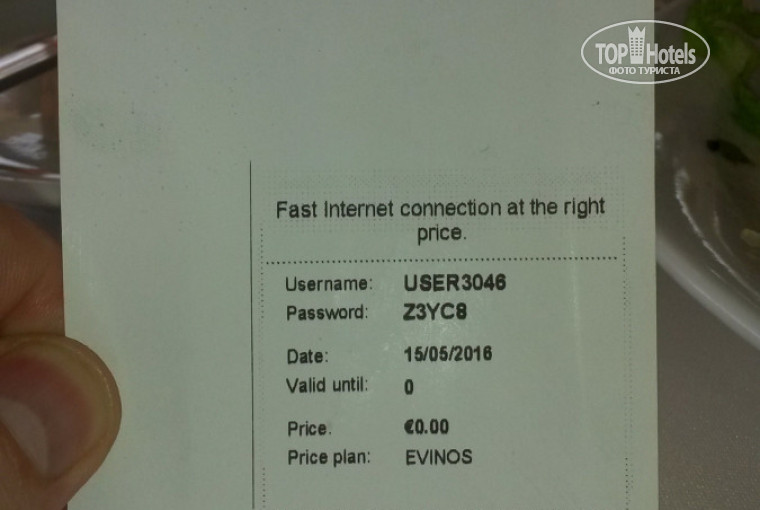 TOP Hotels
ФОТО ТУРИСТА
Fast Internet connection at the right
price.
Username: USER3046
Password: Z3YC8
Date: 15/05/2016
Valid until: 0
Price. €0.00
Price plan: EVINOS